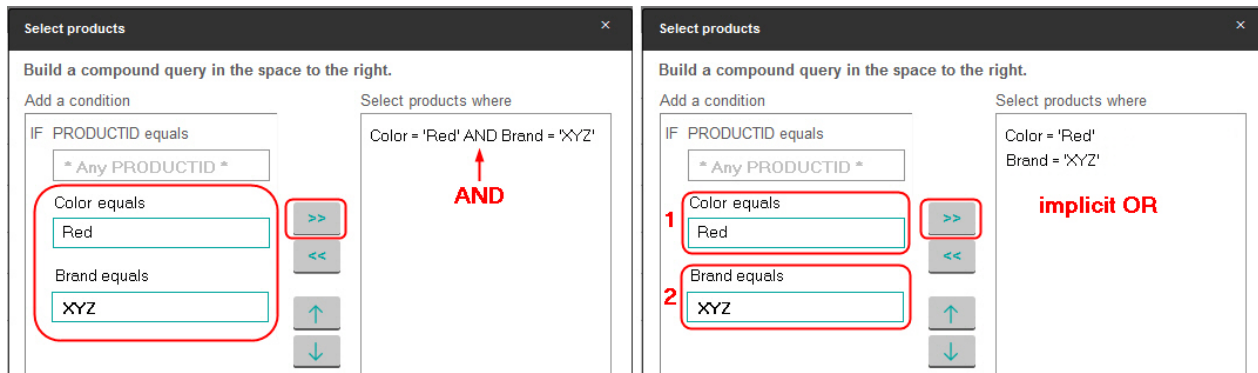 Select products ×
Build a compound query in the space to the right.
Add a condition
Select products where
IF PRODUCTID equals
* Any PRODUCTID *
Color equals
Red
Brand equals
XYZ
>>
<<
↑
↓
Color = 'Red' AND Brand = 'XYZ'
AND
Select products ×
Build a compound query in the space to the right.
Add a condition
Select products where
IF PRODUCTID equals
* Any PRODUCTID *
1
Color equals
Red
2
Brand equals
XYZ
>>
<<
↑
↓
Color = 'Red'
Brand = 'XYZ'
implicit OR